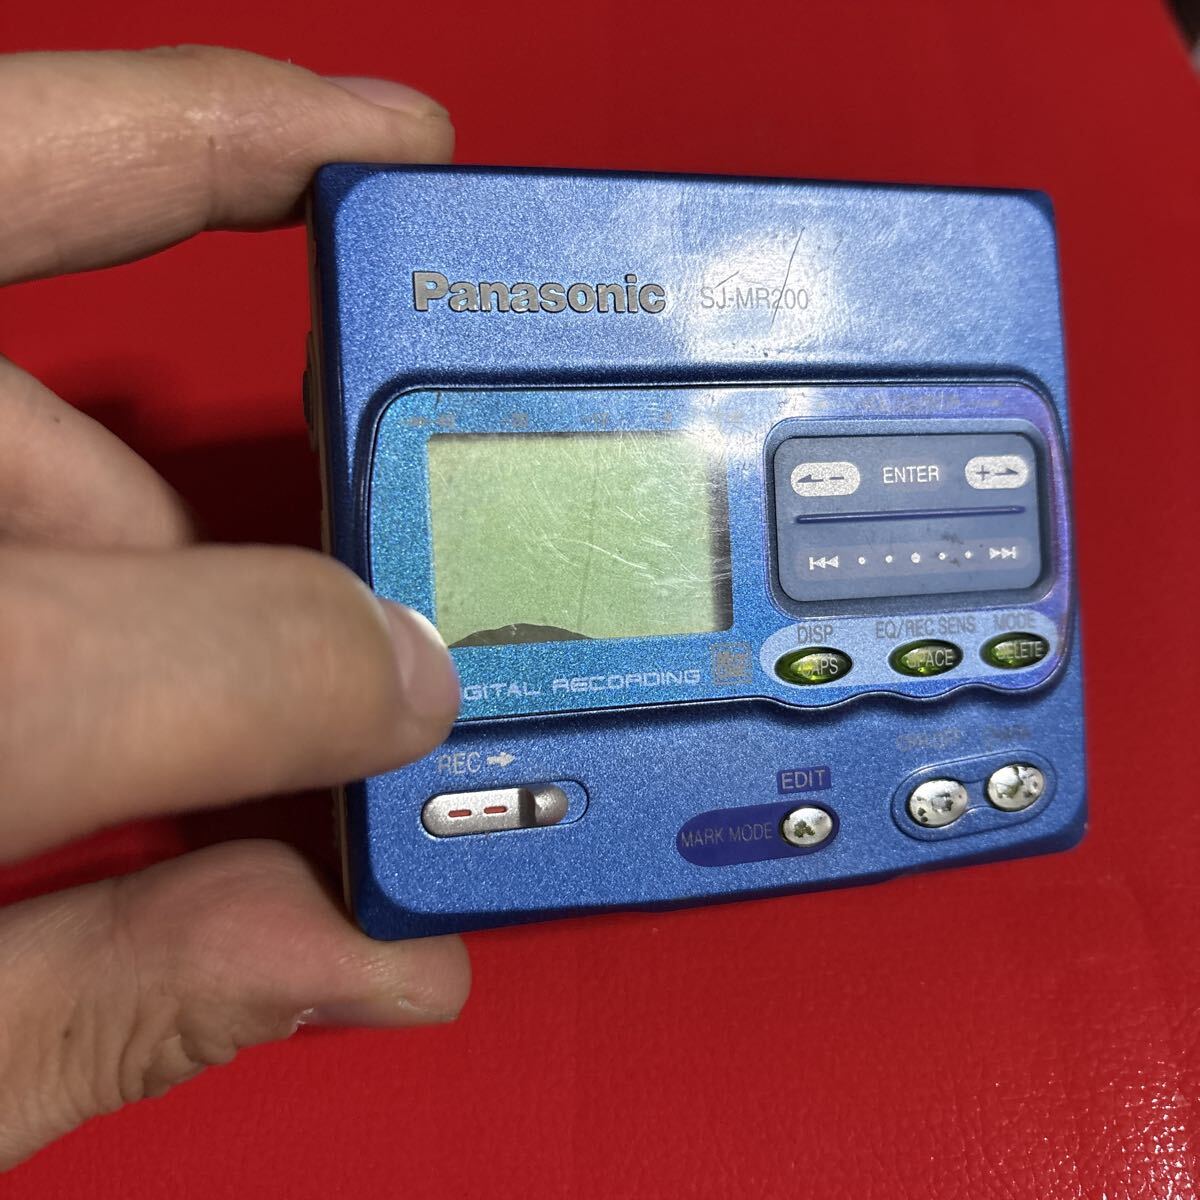 Panasonic SJ-MR200
ENTER
DISP EQ/REC SENS MODE
CAPS SPACE DELETE
GITAL RECORDING
REC
EDIT
MARK MODE